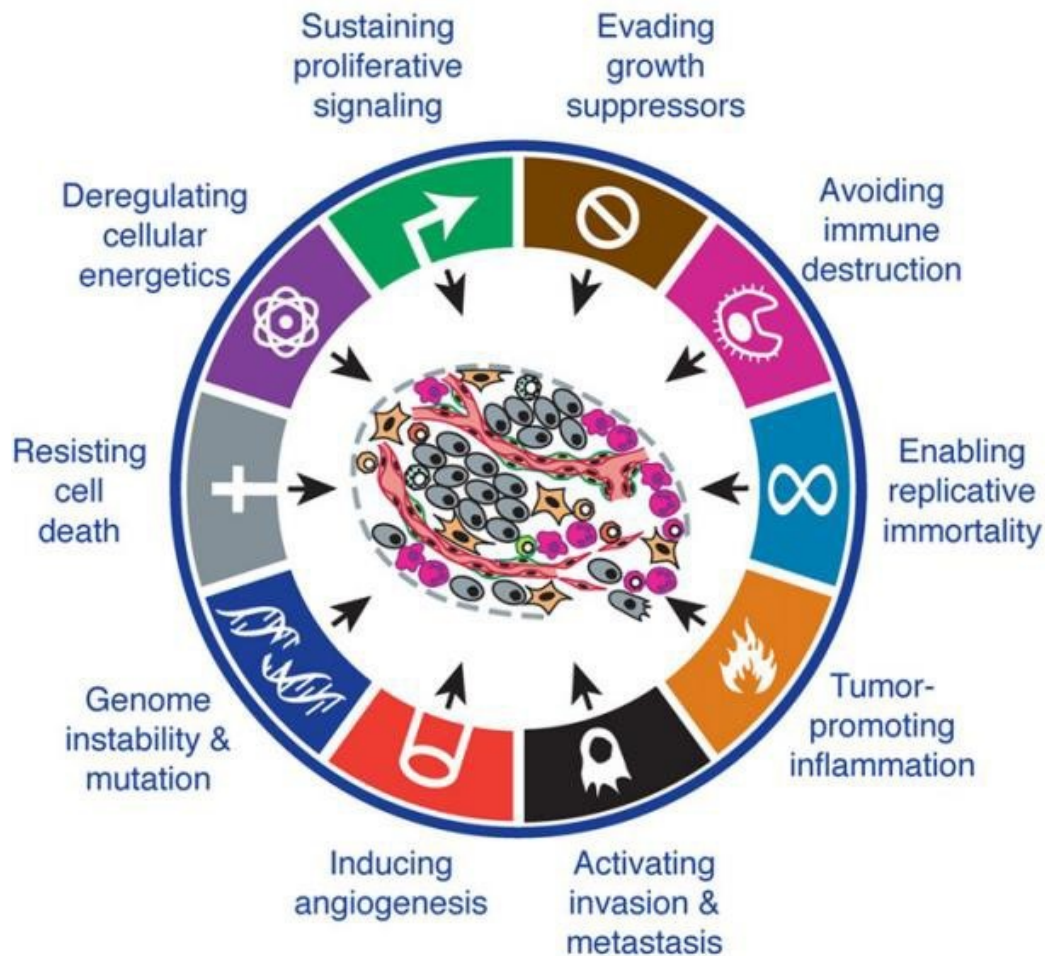 Sustaining
proliferative
signaling
Evading
growth
suppressors
Avoiding
immune
destruction
Enabling
replicative
immortality
Tumor-
promoting
inflammation
Activating
invasion &
metastasis
Inducing
angiogenesis
Genome
instability &
mutation
Resisting
cell
death
Deregulating
cellular
energetics